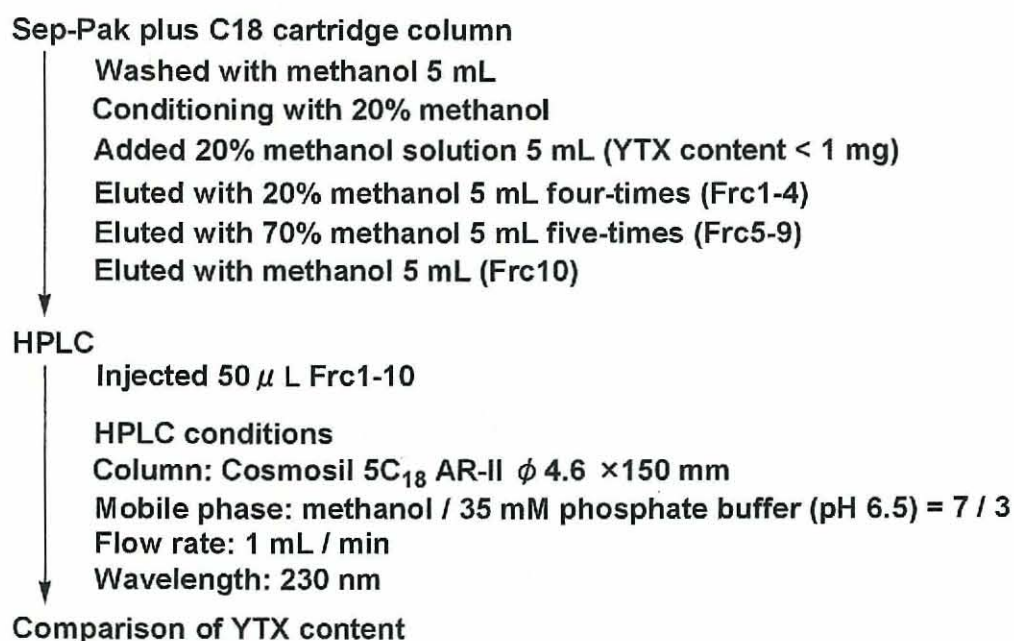 Sep-Pak plus C18 cartridge column
Washed with methanol 5 mL
Conditioning with 20% methanol
Added 20% methanol solution 5 mL (YTX content < 1 mg)
Eluted with 20% methanol 5 mL four-times (Frc1-4)
Eluted with 70% methanol 5 mL five-times (Frc5-9)
Eluted with methanol 5 mL (Frc10)
HPLC
Injected 50 μ L Frc1-10
HPLC conditions
Column: Cosmosil 5C₁₈ AR-II ϕ 4.6 ×150 mm
Mobile phase: methanol / 35 mM phosphate buffer (pH 6.5) = 7 / 3
Flow rate: 1 mL / min
Wavelength: 230 nm
Comparison of YTX content